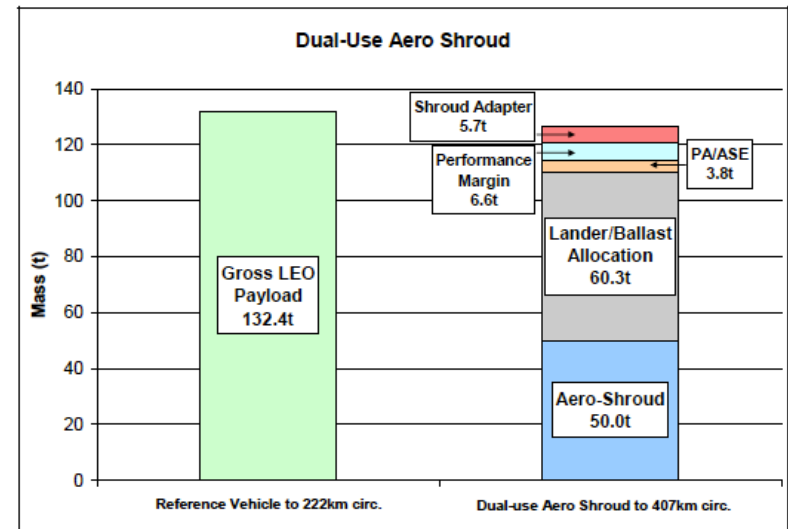 Dual-Use Aero Shroud
Mass (t)
140
120
100
80
60
40
20
0
Gross LEO
Payload
132.4t
Shroud Adapter
5.7t
Performance
Margin
6.6t
PA/ASE
3.8t
Lander/Ballast
Allocation
60.3t
Aero-Shroud
50.0t
Reference Vehicle to 222km circ.
Dual-use Aero Shroud to 407km circ.